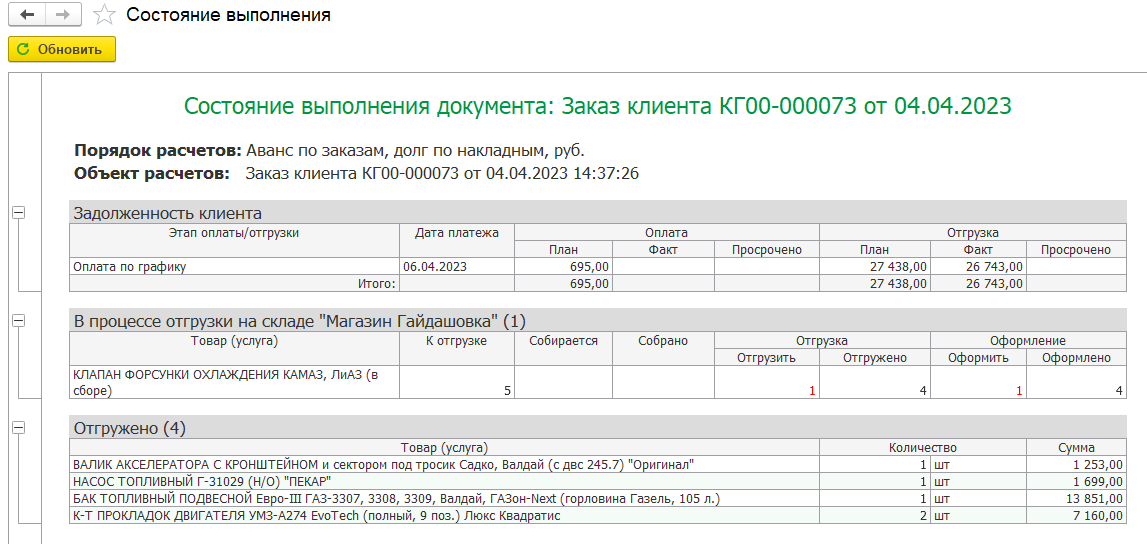 Состояние выполнения
Обновить
Состояние выполнения документа: Заказ клиента КГ00-000073 от 04.04.2023
Порядок расчетов: Аванс по заказам, долг по накладным, руб.
Объект расчетов: Заказ клиента КГ00-000073 от 04.04.2023 14:37:26
Задолженность клиента
Этап оплаты/отгрузки Дата платежа Оплата Отгрузка
План Факт Просрочено План Факт Просрочено
Оплата по графику 06.04.2023 695,00 27 438,00 26 743,00
Итого: 695,00 27 438,00 26 743,00
В процессе отгрузки на складе "Магазин Гайдашовка" (1)
Товар (услуга) К отгрузке Собирается Собрано Отгрузка Оформление
Отгрузить Отгружено Оформить Оформлено
КЛАПАН ФОРСУНКИ ОХЛАЖДЕНИЯ КАМАЗ, ЛиАЗ (в
сборе) 5 1 4 1 4
Отгружено (4)
Товар (услуга) Количество Сумма
ВАЛИК АКСЕЛЕРАТОРА С КРОНШТЕЙНОМ и сектором под тросик Садко, Валдай (с двс 245.7) "Оригинал" 1 шт 1 253,00
НАСОС ТОПЛИВНЫЙ Г-31029 (Н/О) "ПЕКАР" 1 шт 1 699,00
БАК ТОПЛИВНЫЙ ПОДВЕСНОЙ Евро-III ГАЗ-3307, 3308, 3309, Валдай, ГАЗон-Next (горловина Газель, 105 л.) 1 шт 13 851,00
К-Т ПРОКЛАДОК ДВИГАТЕЛЯ УМЗ-А274 EvoTech (полный, 9 поз.) Люкс Квадратис 2 шт 7 160,00